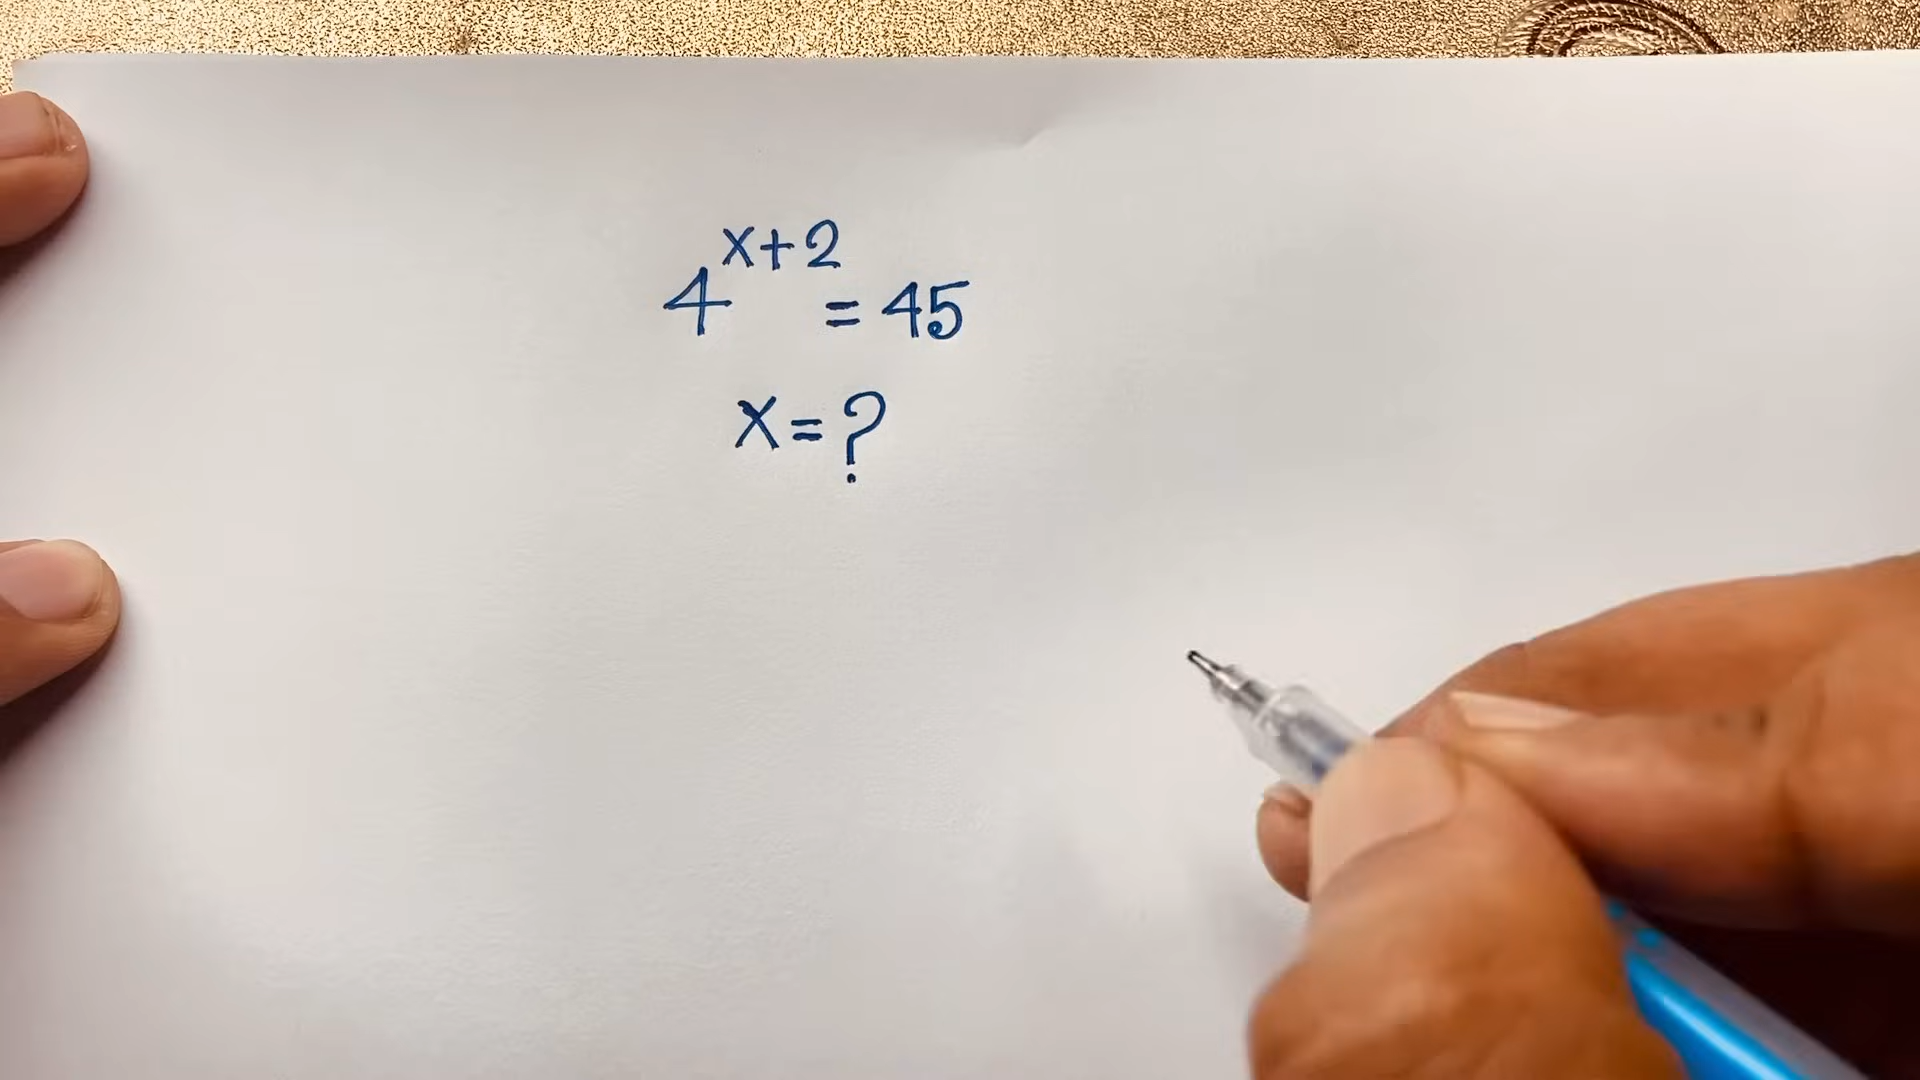 4^{x+2} = 45
x = ?